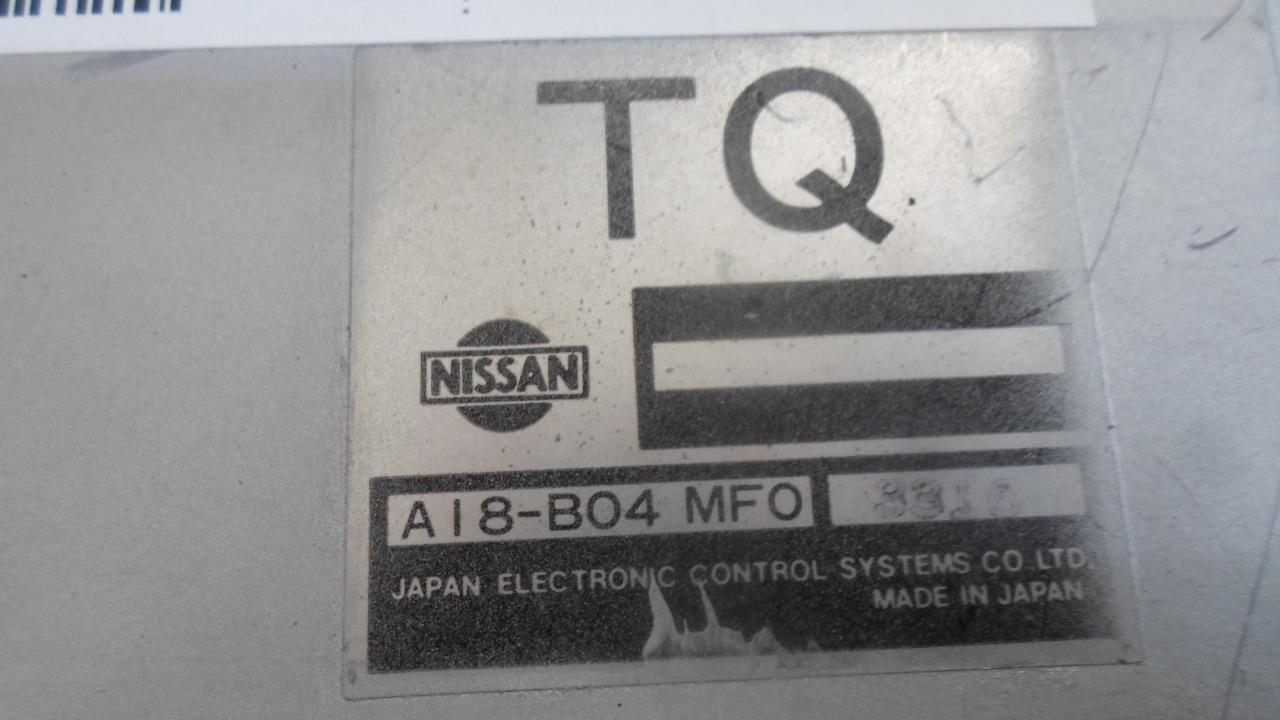 TQ
NISSAN
A18-B04 MF0
JAPAN ELECTRONIC CONTROL SYSTEMS CO. LTD.
MADE IN JAPAN